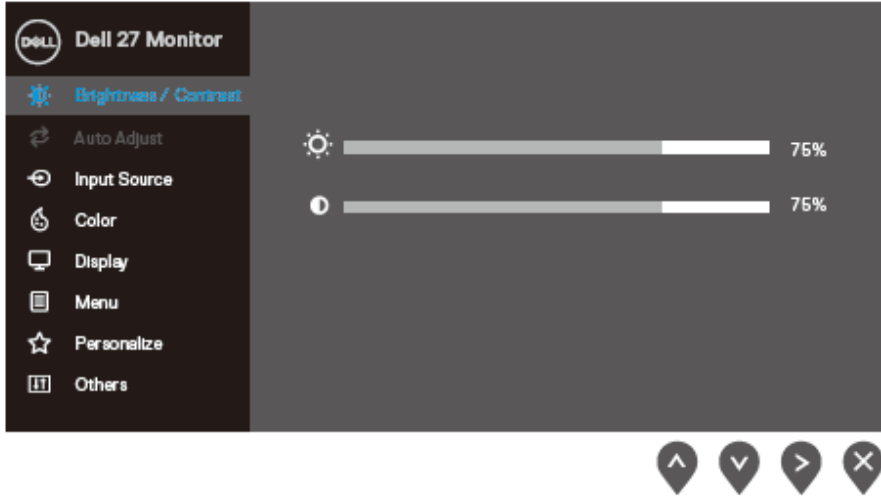 DELL Dell 27 Monitor
Brightness / Contrast
Auto Adjust
75%
Input Source
75%
Color
Display
Menu
Personalize
Others